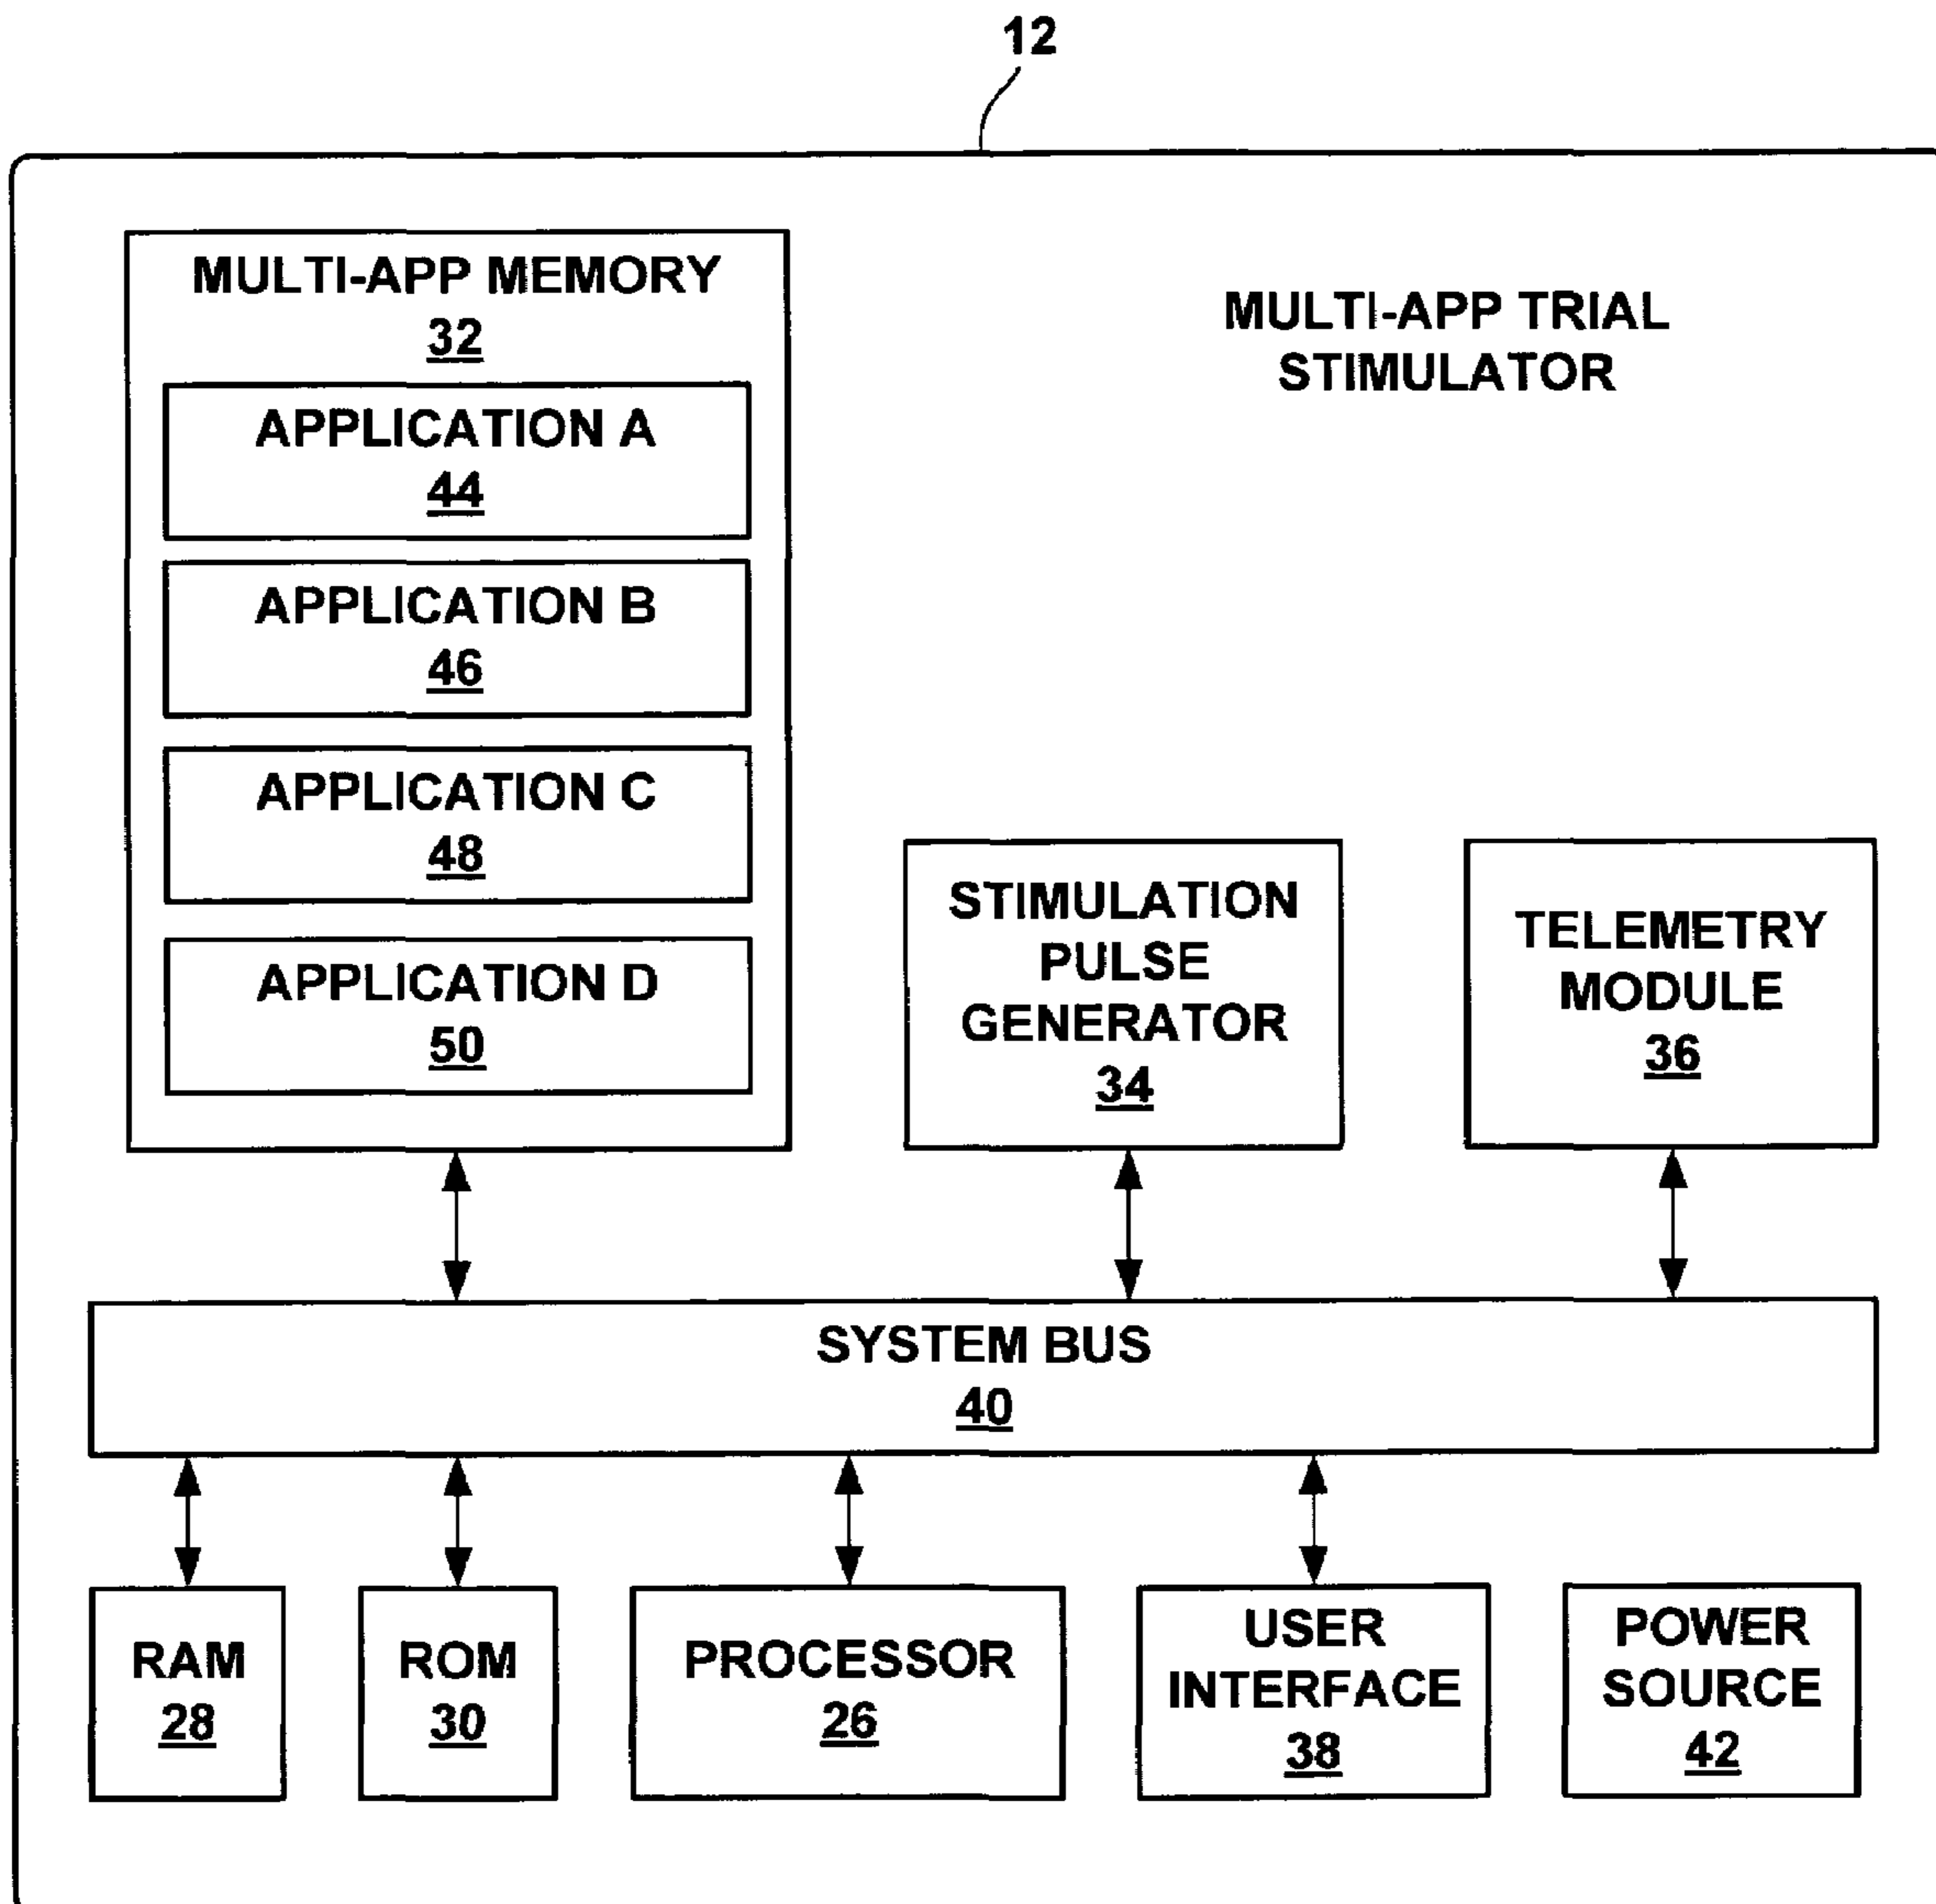 12
MULTI-APP MEMORY
32
MULTI-APP TRIAL
STIMULATOR
APPLICATION A
44
APPLICATION B
46
APPLICATION C
48
APPLICATION D
50
STIMULATION
PULSE
GENERATOR
34
TELEMETRY
MODULE
36
SYSTEM BUS
40
RAM
28
ROM
30
PROCESSOR
26
USER
INTERFACE
38
POWER
SOURCE
42